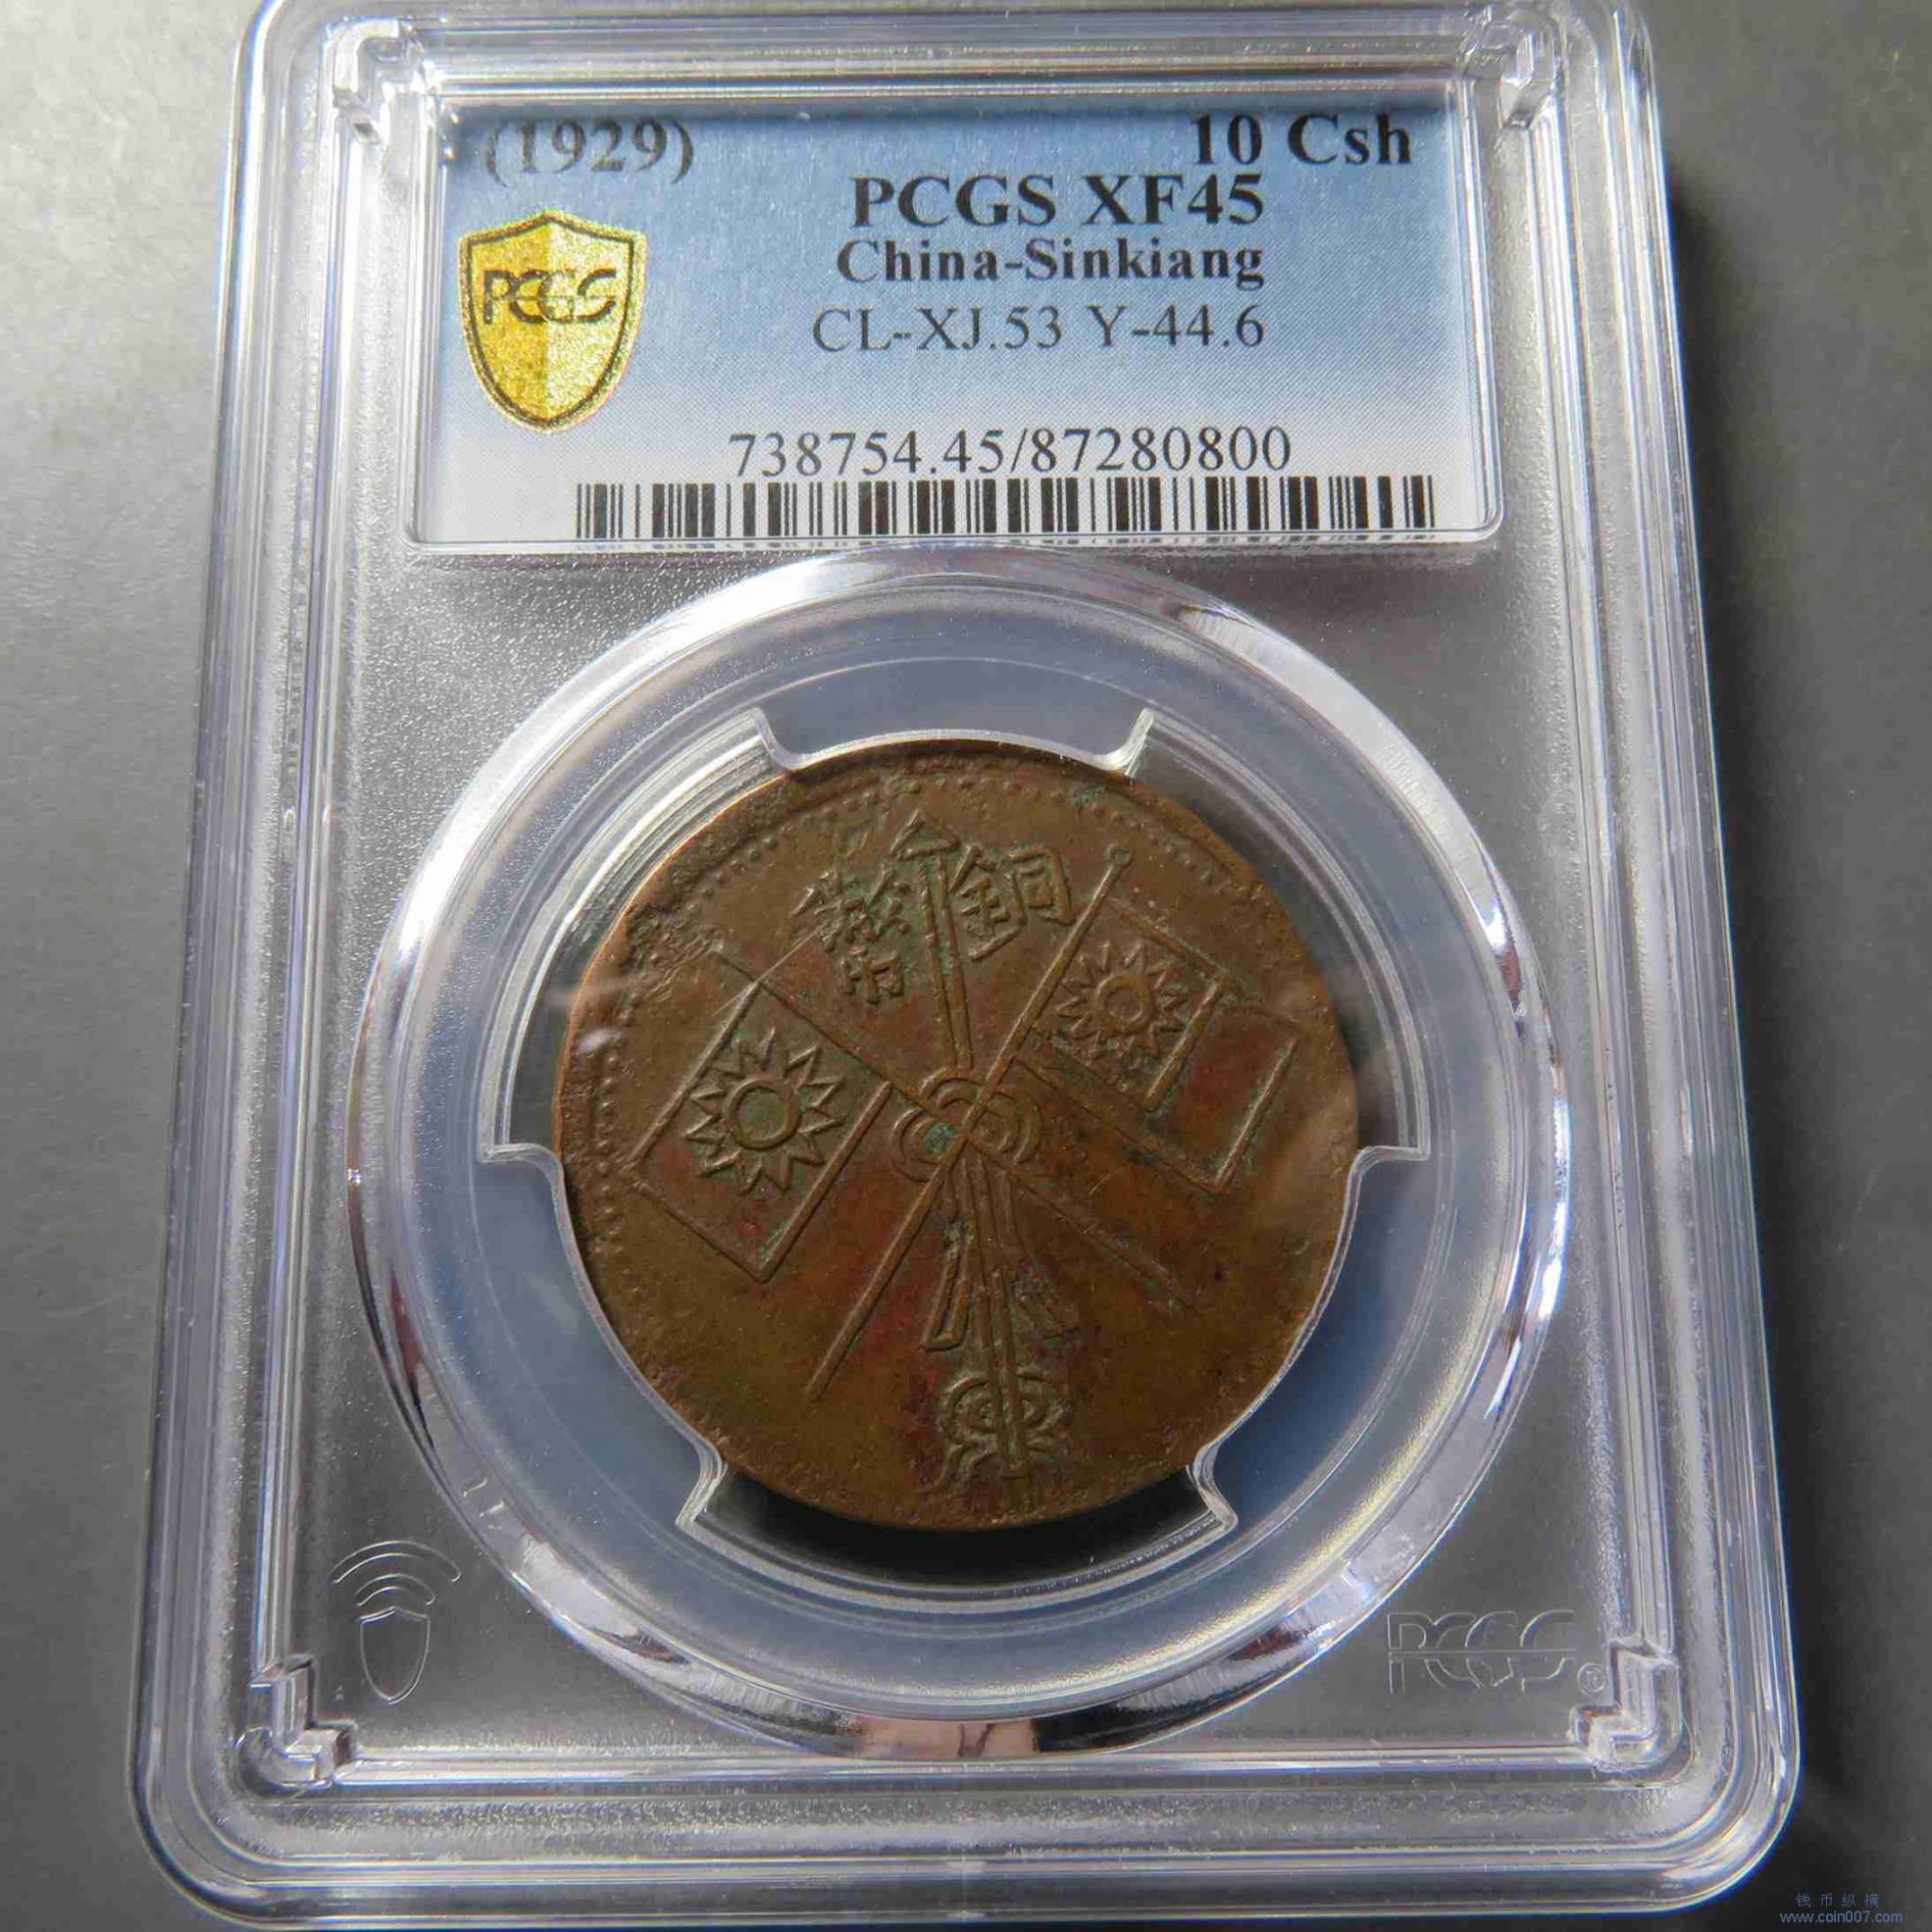 (1929) 10 Csh
PCGS XF45
China-Sinkiang
CL-XJ.53 Y-44.6
PCGS
738754.45/87280800
幣銅
PCGS®
钱币纵横
www.coin007.com